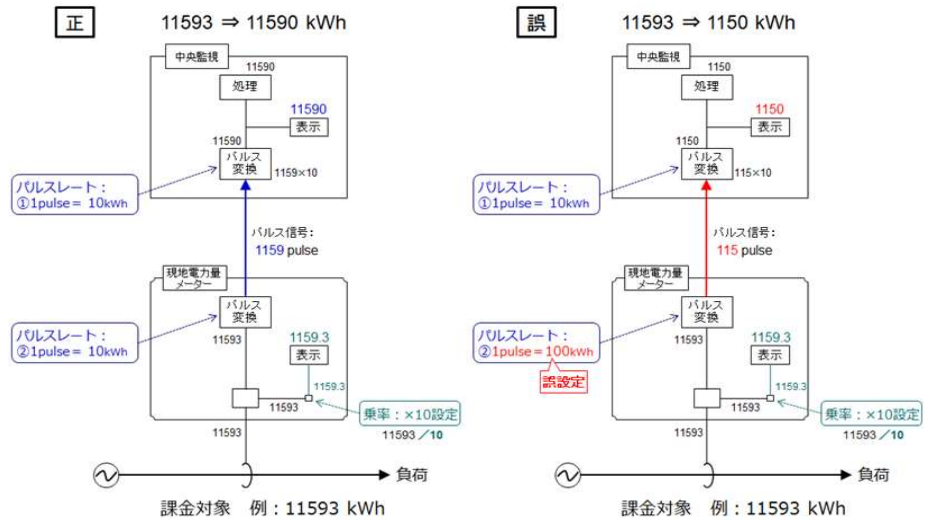 正
11593 ⇒ 11590 kWh
中央監視
11590
処理
11590
表示
11590
パルス
変換
1159×10
パルスレート：
①1pulse＝ 10kWh
パルス信号：
1159 pulse
現地電力量
メーター
パルス
変換
パルスレート：
②1pulse＝ 10kWh
11593
1159.3
表示
1159.3
11593
乗率：×10設定
11593
11593 ／10
負荷
課金対象　例：11593 kWh
誤
11593 ⇒ 1150 kWh
中央監視
1150
処理
1150
表示
1150
パルス
変換
115×10
パルスレート：
①1pulse＝ 10kWh
パルス信号：
115 pulse
現地電力量
メーター
パルス
変換
パルスレート：
②1pulse＝100kWh
誤設定
11593
1159.3
表示
1159.3
11593
乗率：×10設定
11593
11593 ／10
負荷
課金対象　例：11593 kWh